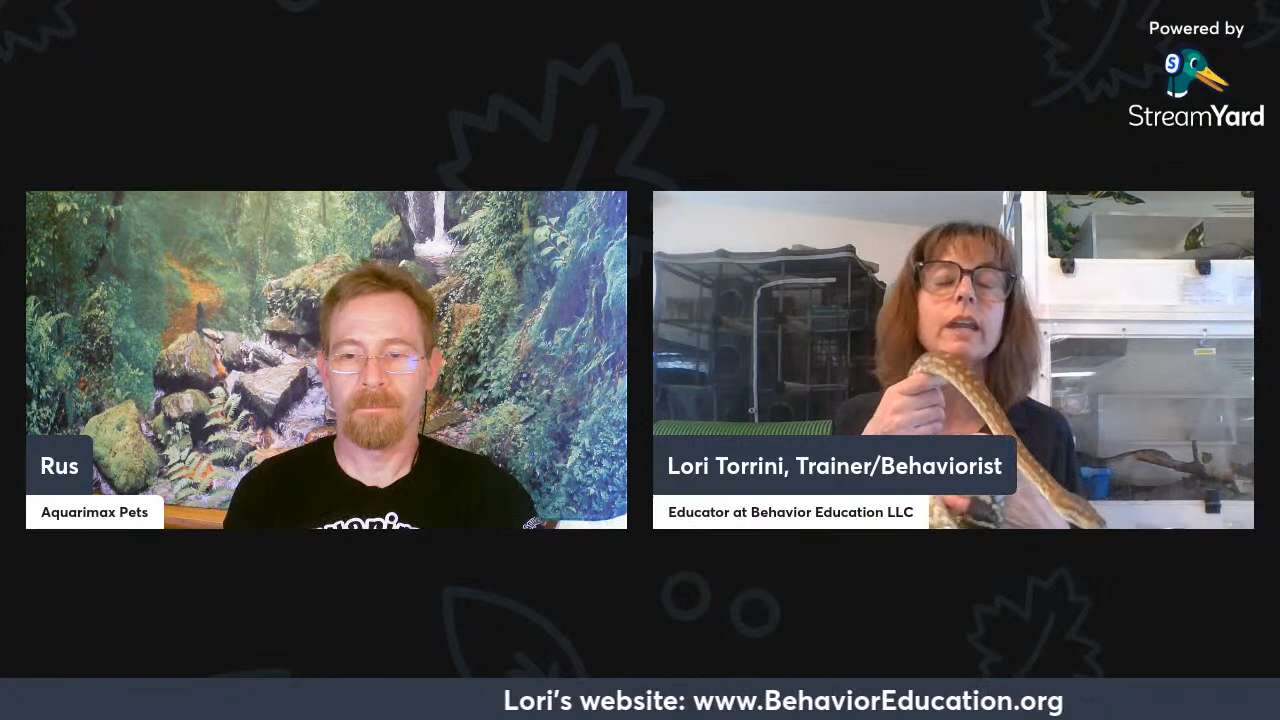 Powered by
StreamYard
Rus
Aquarimax Pets
Lori Torrini, Trainer/Behaviorist
Educator at Behavior Education LLC
Lori's website: www.BehaviorEducation.org